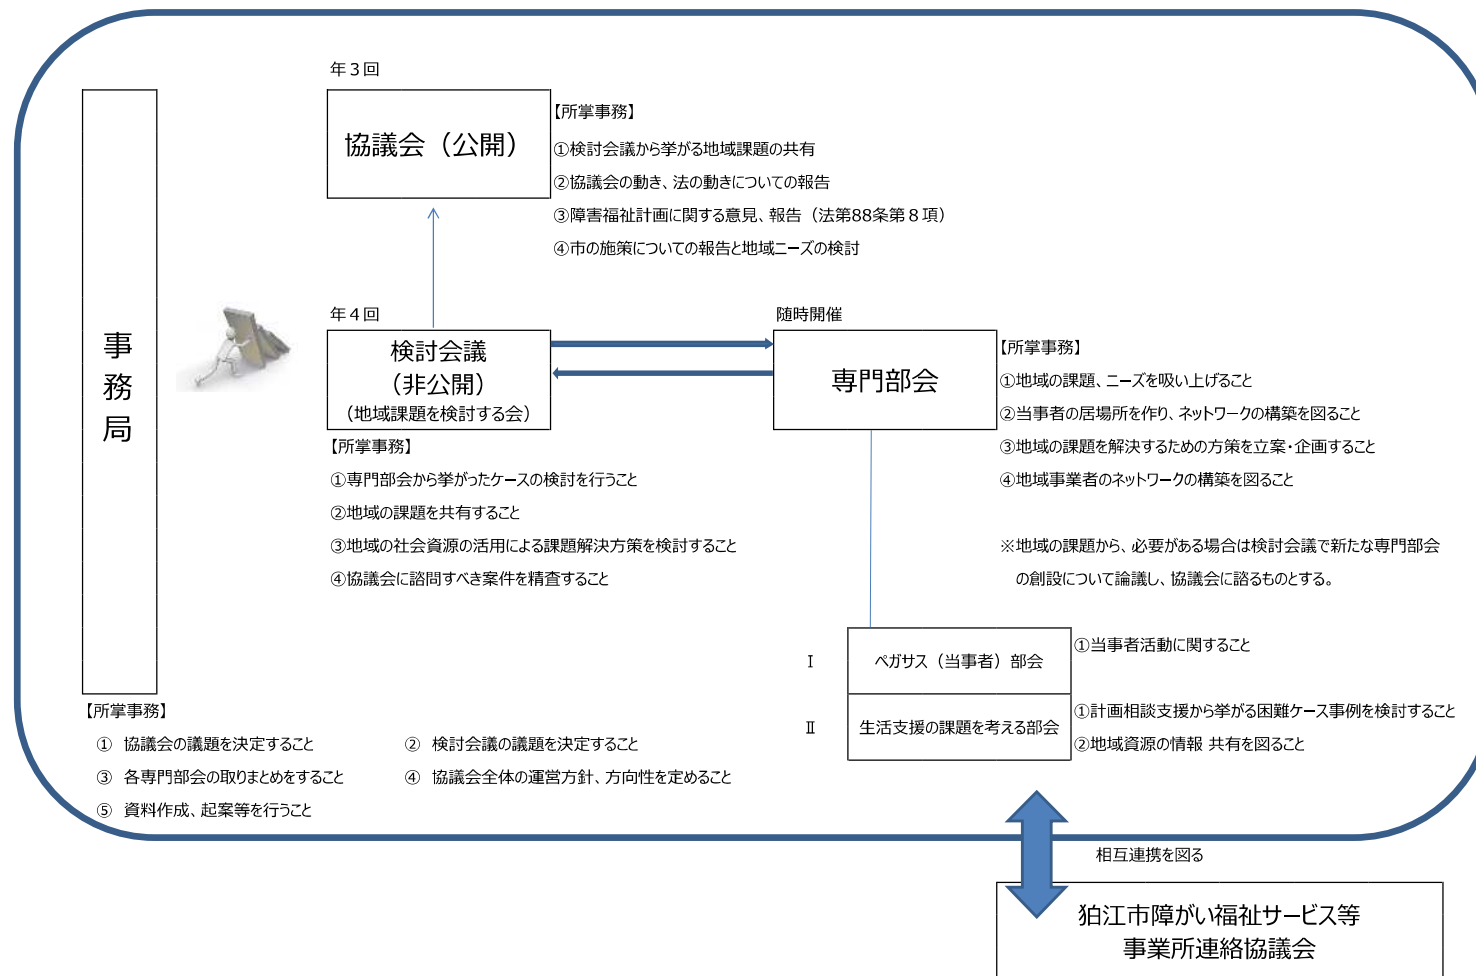 年３回
協議会（公開）
【所掌事務】
①検討会議から挙がる地域課題の共有
②協議会の動き、法の動きについての報告
③障害福祉計画に関する意見、報告（法第88条第８項）
④市の施策についての報告と地域ニーズの検討
事務局
年４回
検討会議
（非公開）
（地域課題を検討する会）
【所掌事務】
①専門部会から挙がったケースの検討を行うこと
②地域の課題を共有すること
③地域の社会資源の活用による課題解決方策を検討すること
④協議会に諮問すべき案件を精査すること
随時開催
専門部会
【所掌事務】
①地域の課題、ニーズを吸い上げること
②当事者の居場所を作り、ネットワークの構築を図ること
③地域の課題を解決するための方策を立案・企画すること
④地域事業者のネットワークの構築を図ること
※地域の課題から、必要がある場合は検討会議で新たな専門部会
の創設について論議し、協議会に諮るものとする。
Ⅰ ペガサス（当事者）部会
①当事者活動に関すること
Ⅱ 生活支援の課題を考える部会
①計画相談支援から挙がる困難ケース事例を検討すること
②地域資源の情報 共有を図ること
【所掌事務】
① 協議会の議題を決定すること ② 検討会議の議題を決定すること
③ 各専門部会の取りまとめをすること ④ 協議会全体の運営方針、方向性を定めること
⑤ 資料作成、起案等を行うこと
相互連携を図る
狛江市障がい福祉サービス等
事業所連絡協議会